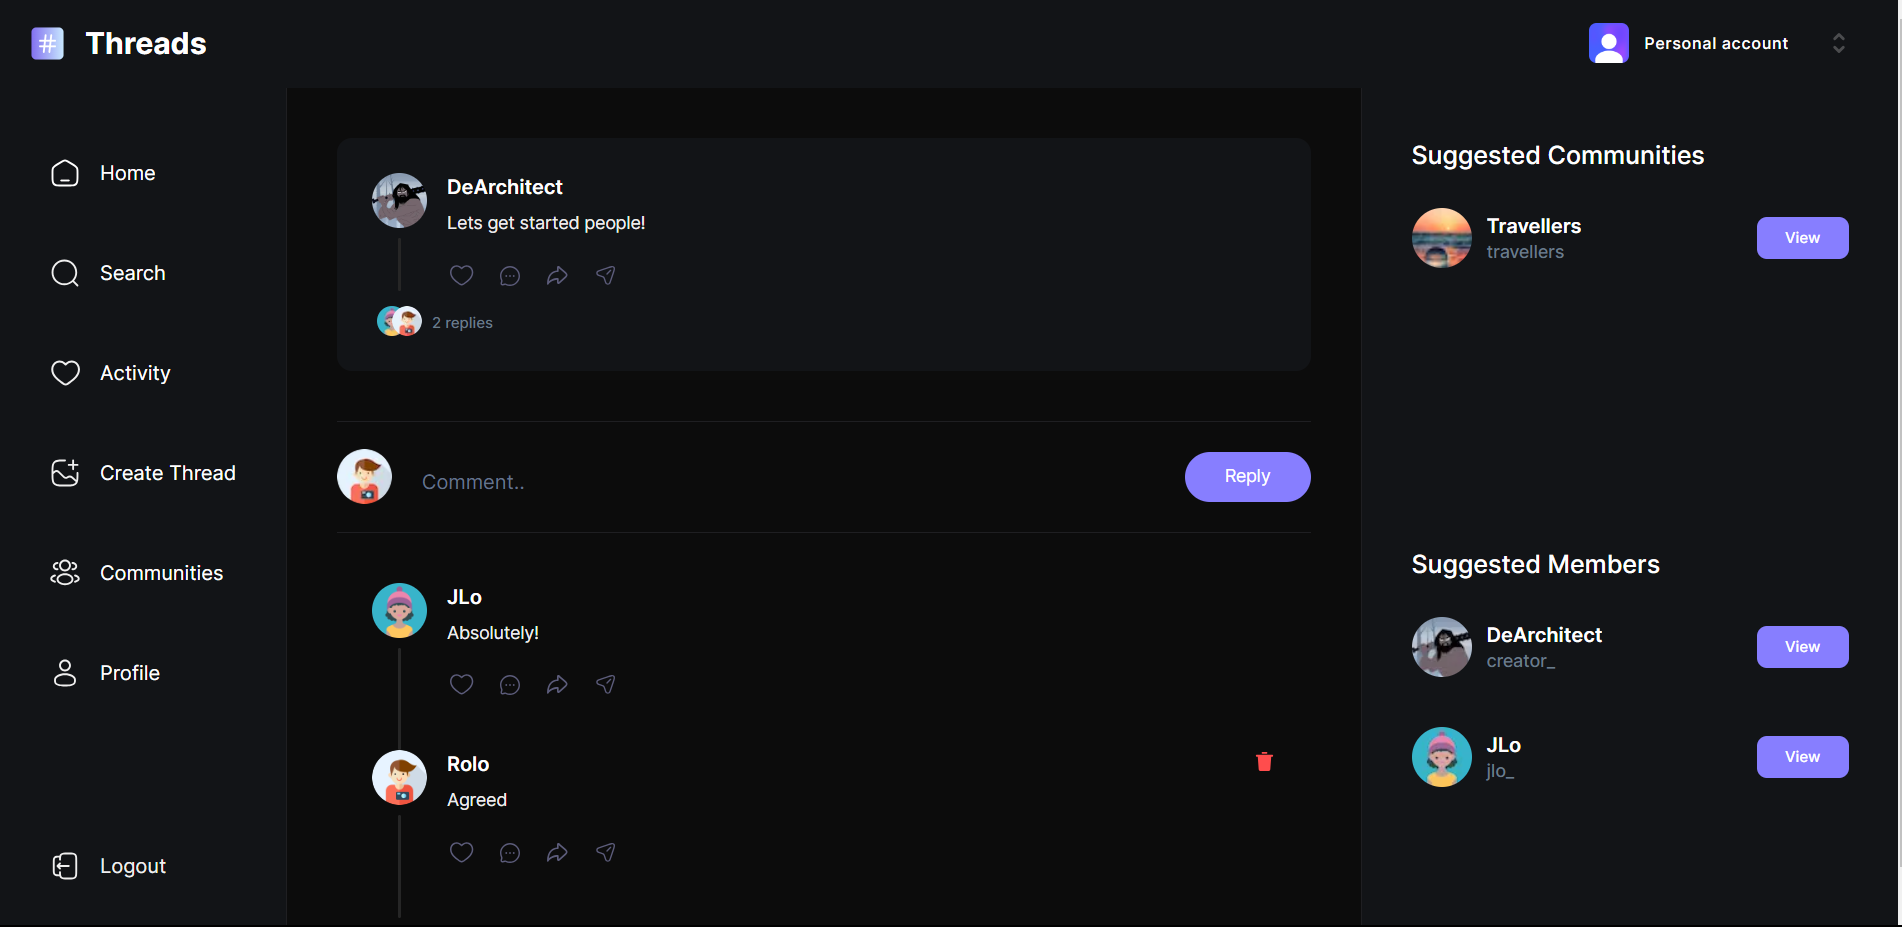 # Threads
Personal account
Home
Search
Activity
Create Thread
Communities
Profile
Logout
DeArchitect
Lets get started people!
2 replies
Comment..
Reply
JLo
Absolutely!
Rolo
Agreed
Suggested Communities
Travellers
travellers
View
Suggested Members
DeArchitect
creator_
View
JLo
jlo_
View